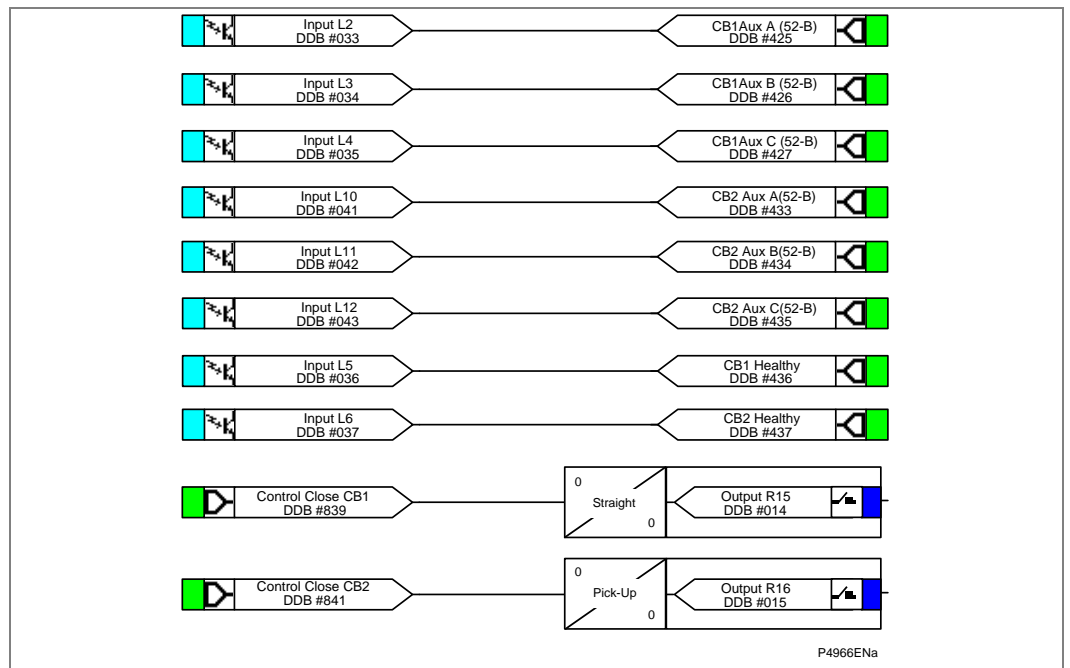 Input L2
DDB #033
CB1Aux A (52-B)
DDB #425
Input L3
DDB #034
CB1Aux B (52-B)
DDB #426
Input L4
DDB #035
CB1Aux C (52-B)
DDB #427
Input L10
DDB #041
CB2 Aux A(52-B)
DDB #433
Input L11
DDB #042
CB2 Aux B(52-B)
DDB #434
Input L12
DDB #043
CB2 Aux C(52-B)
DDB #435
Input L5
DDB #036
CB1 Healthy
DDB #436
Input L6
DDB #037
CB2 Healthy
DDB #437
Control Close CB1
DDB #839
0
Straight
0
Output R15
DDB #014
Control Close CB2
DDB #841
0
Pick-Up
0
Output R16
DDB #015
P4966ENa